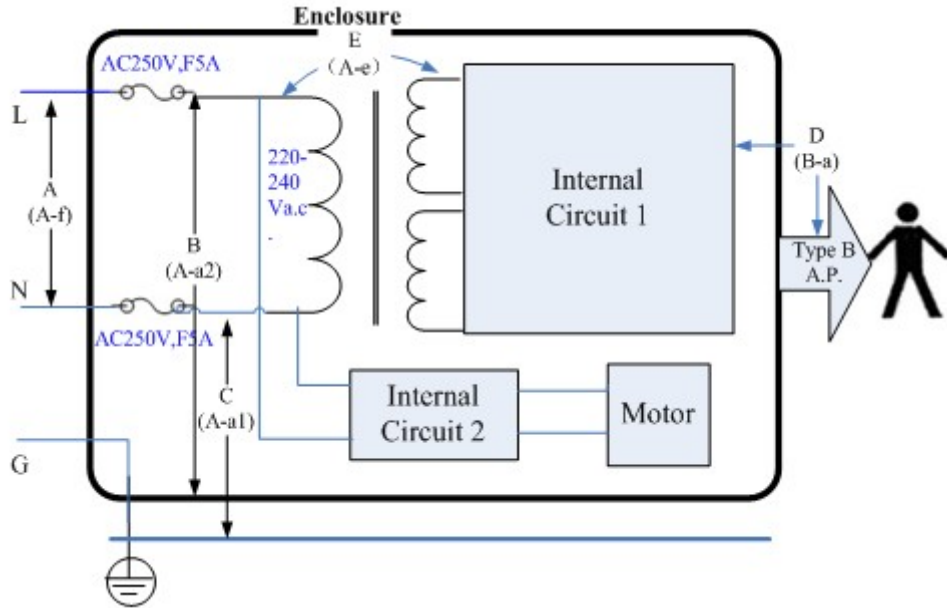 Enclosure
E
(A-e)
AC250V,F5A
L
A
(A-f)
220-
240
Va.c
.
B
(A-a2)
Internal
Circuit 1
D
(B-a)
Type B
A.P.
N
AC250V,F5A
C
(A-a1)
Internal
Circuit 2
Motor
G